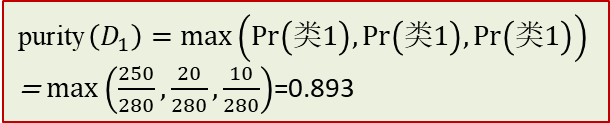 purity(D₁) = max(Pr(类1),Pr(类1),Pr(类1))
=max(250/280,20/280,10/280)=0.893